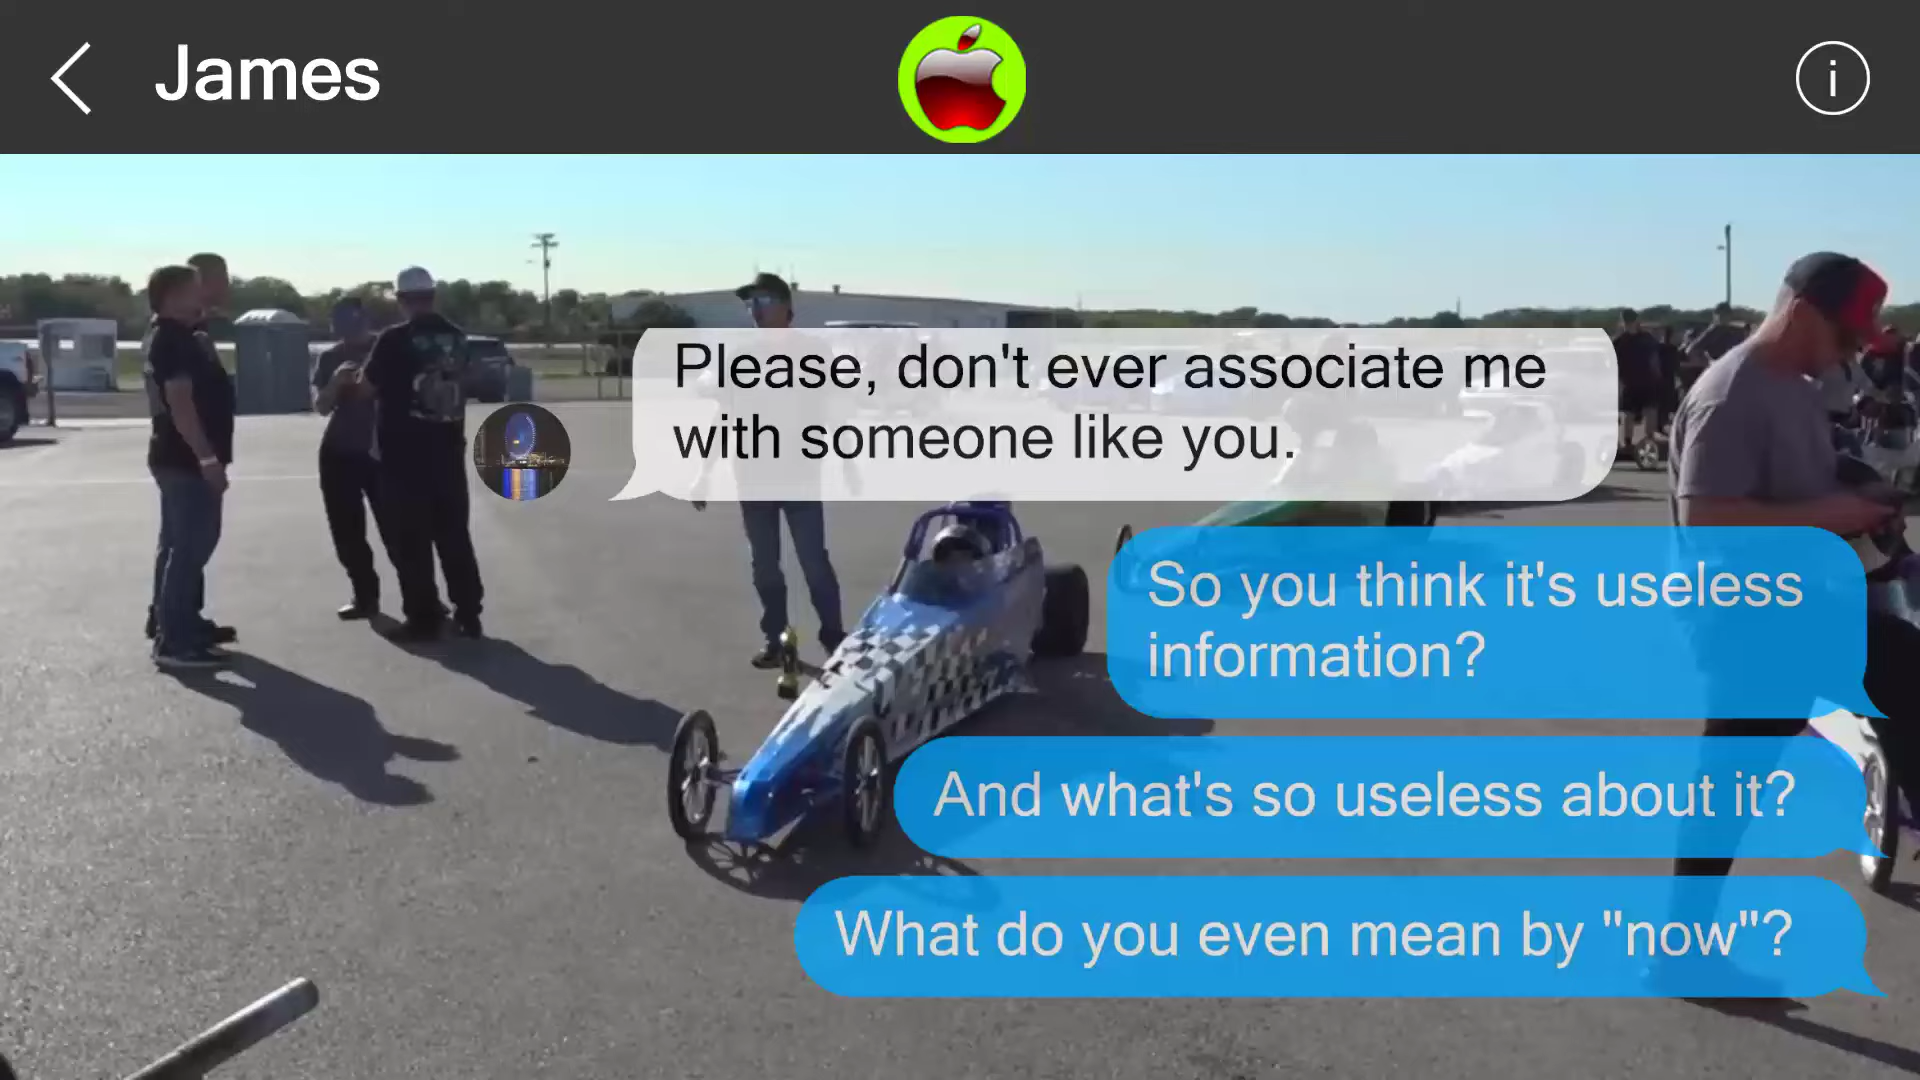 James
i
Please, don't ever associate me
with someone like you.
So you think it's useless
information?
And what's so useless about it?
What do you even mean by "now"?